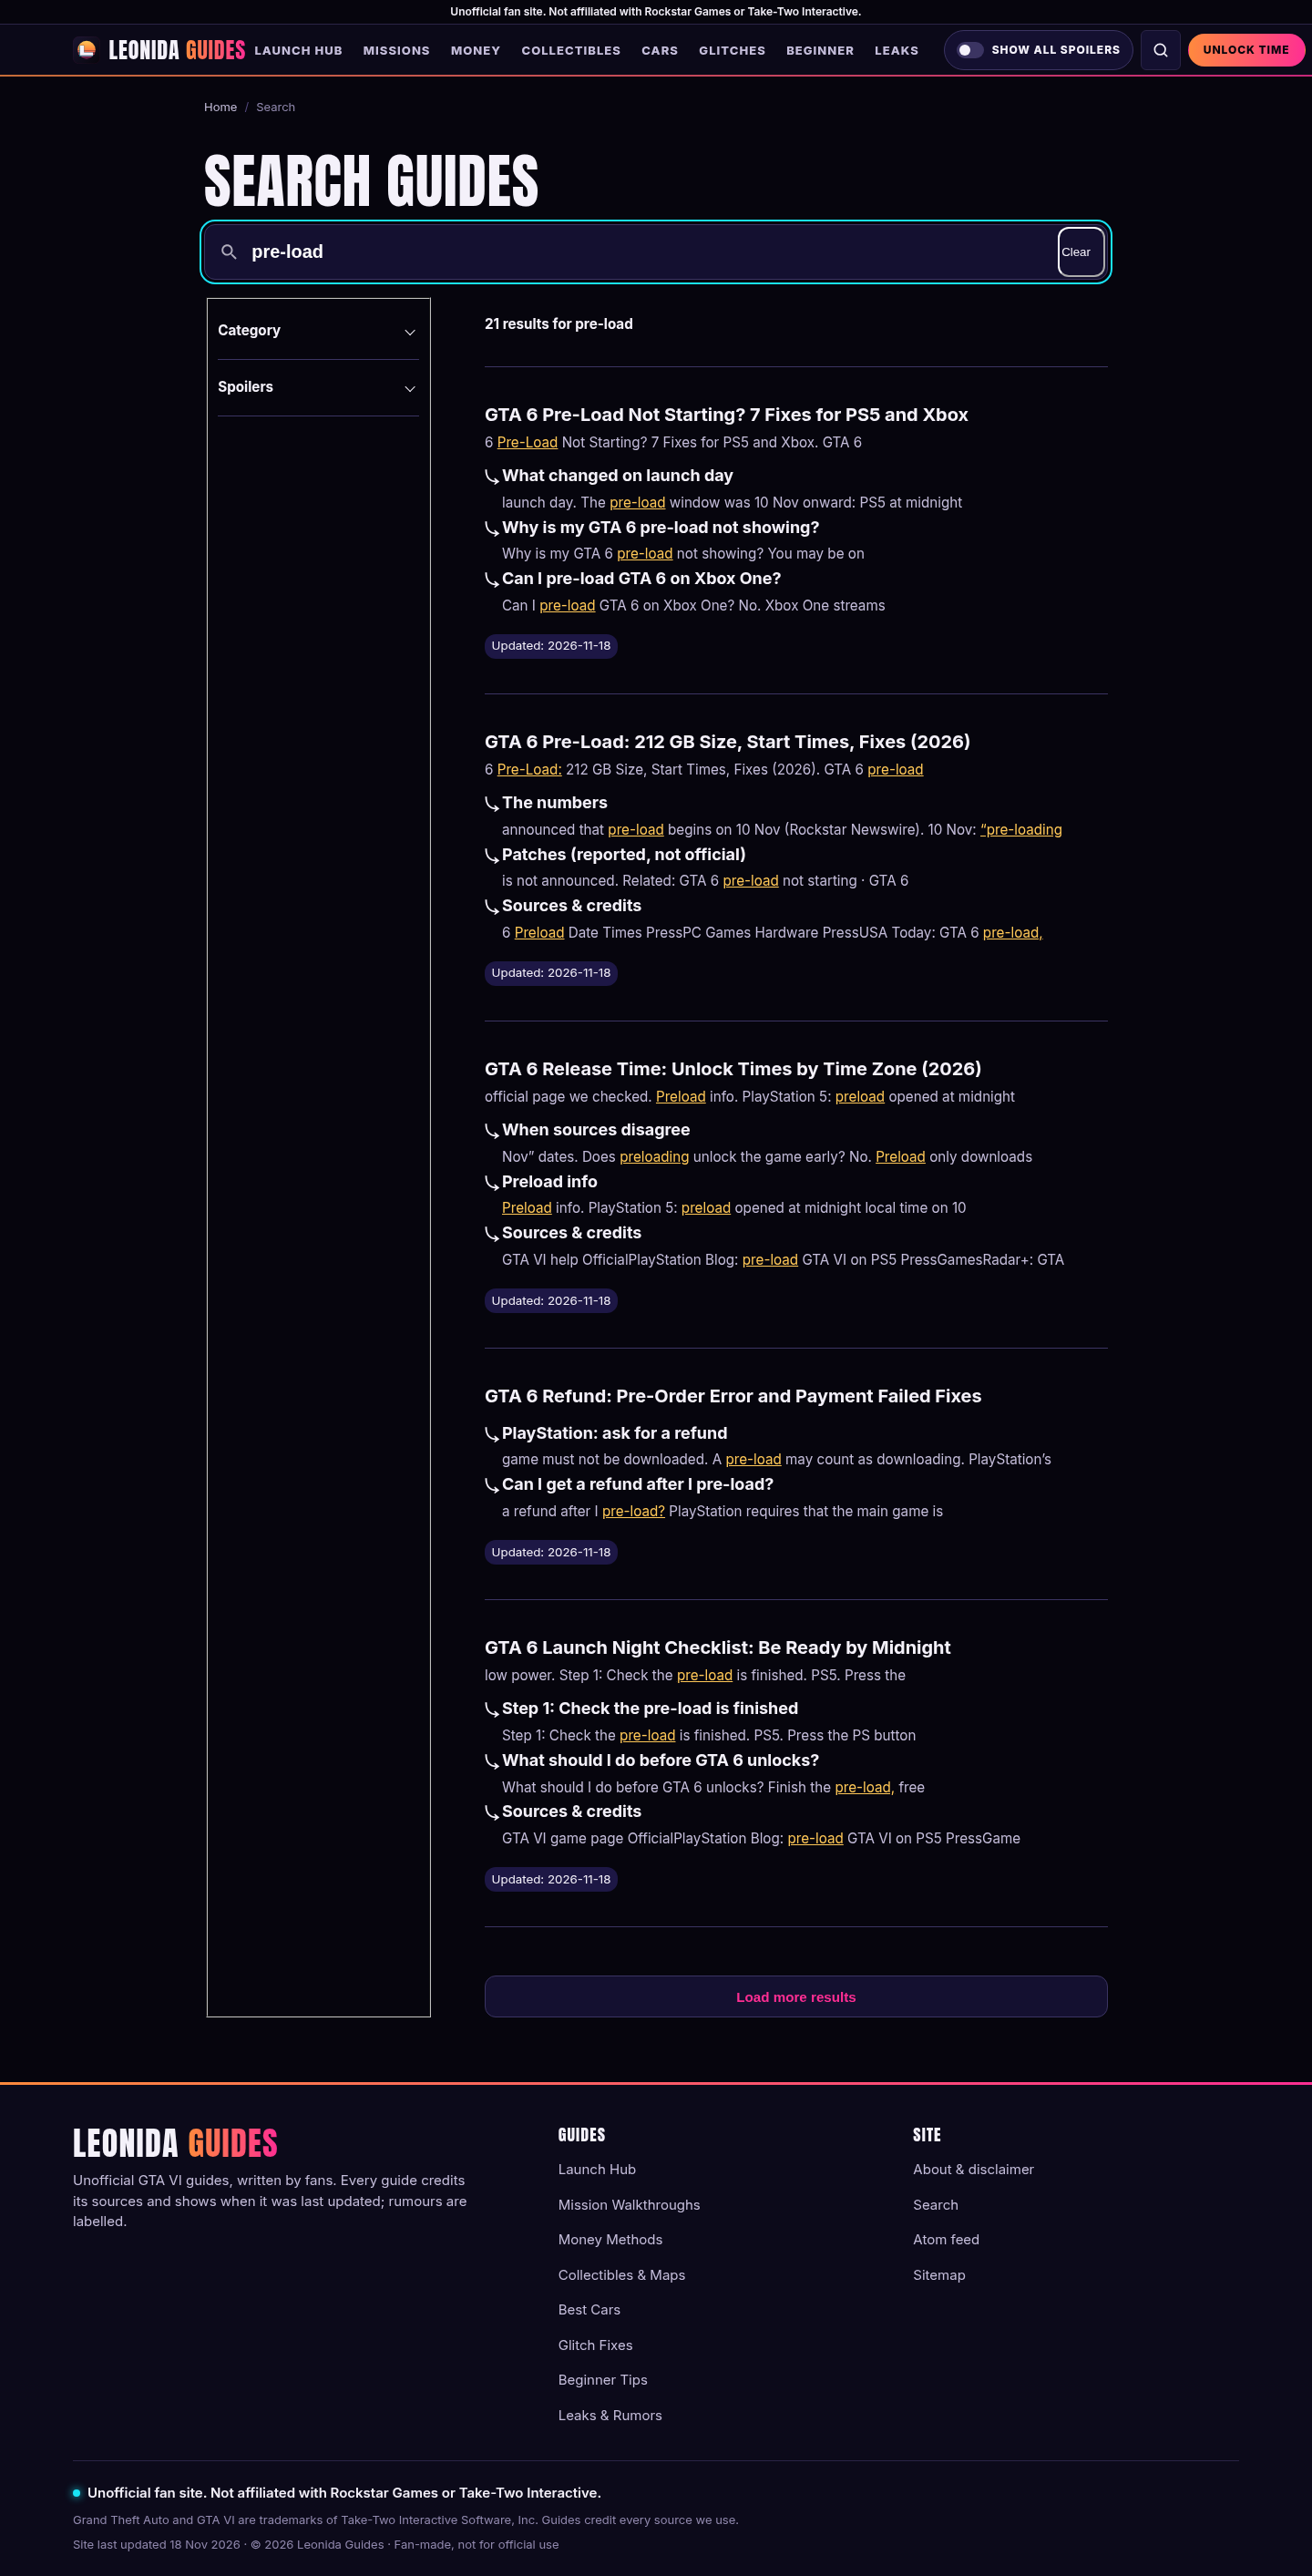 Unofficial fan site. Not affiliated with Rockstar Games or Take-Two Interactive.
LEONIDA GUIDES LAUNCH HUB MISSIONS MONEY COLLECTIBLES CARS GLITCHES BEGINNER LEAKS SHOW ALL SPOILERS UNLOCK TIME
Home / Search
SEARCH GUIDES
pre-load Clear
Category
Spoilers
21 results for pre-load
GTA 6 Pre-Load Not Starting? 7 Fixes for PS5 and Xbox
6 Pre-Load Not Starting? 7 Fixes for PS5 and Xbox. GTA 6
What changed on launch day
launch day. The pre-load window was 10 Nov onward: PS5 at midnight
Why is my GTA 6 pre-load not showing?
Why is my GTA 6 pre-load not showing? You may be on
Can I pre-load GTA 6 on Xbox One?
Can I pre-load GTA 6 on Xbox One? No. Xbox One streams
Updated: 2026-11-18
GTA 6 Pre-Load: 212 GB Size, Start Times, Fixes (2026)
6 Pre-Load: 212 GB Size, Start Times, Fixes (2026). GTA 6 pre-load
The numbers
announced that pre-load begins on 10 Nov (Rockstar Newswire). 10 Nov: “pre-loading
Patches (reported, not official)
is not announced. Related: GTA 6 pre-load not starting · GTA 6
Sources & credits
6 Preload Date Times PressPC Games Hardware PressUSA Today: GTA 6 pre-load,
Updated: 2026-11-18
GTA 6 Release Time: Unlock Times by Time Zone (2026)
official page we checked. Preload info. PlayStation 5: preload opened at midnight
When sources disagree
Nov” dates. Does preloading unlock the game early? No. Preload only downloads
Preload info
Preload info. PlayStation 5: preload opened at midnight local time on 10
Sources & credits
GTA VI help OfficialPlayStation Blog: pre-load GTA VI on PS5 PressGamesRadar+: GTA
Updated: 2026-11-18
GTA 6 Refund: Pre-Order Error and Payment Failed Fixes
PlayStation: ask for a refund
game must not be downloaded. A pre-load may count as downloading. PlayStation’s
Can I get a refund after I pre-load?
a refund after I pre-load? PlayStation requires that the main game is
Updated: 2026-11-18
GTA 6 Launch Night Checklist: Be Ready by Midnight
low power. Step 1: Check the pre-load is finished. PS5. Press the
Step 1: Check the pre-load is finished
Step 1: Check the pre-load is finished. PS5. Press the PS button
What should I do before GTA 6 unlocks?
What should I do before GTA 6 unlocks? Finish the pre-load, free
Sources & credits
GTA VI game page OfficialPlayStation Blog: pre-load GTA VI on PS5 PressGame
Updated: 2026-11-18
Load more results
LEONIDA GUIDES
Unofficial GTA VI guides, written by fans. Every guide credits
its sources and shows when it was last updated; rumours are
labelled.
GUIDES
Launch Hub
Mission Walkthroughs
Money Methods
Collectibles & Maps
Best Cars
Glitch Fixes
Beginner Tips
Leaks & Rumors
SITE
About & disclaimer
Search
Atom feed
Sitemap
Unofficial fan site. Not affiliated with Rockstar Games or Take-Two Interactive.
Grand Theft Auto and GTA VI are trademarks of Take-Two Interactive Software, Inc. Guides credit every source we use.
Site last updated 18 Nov 2026 · © 2026 Leonida Guides · Fan-made, not for official use